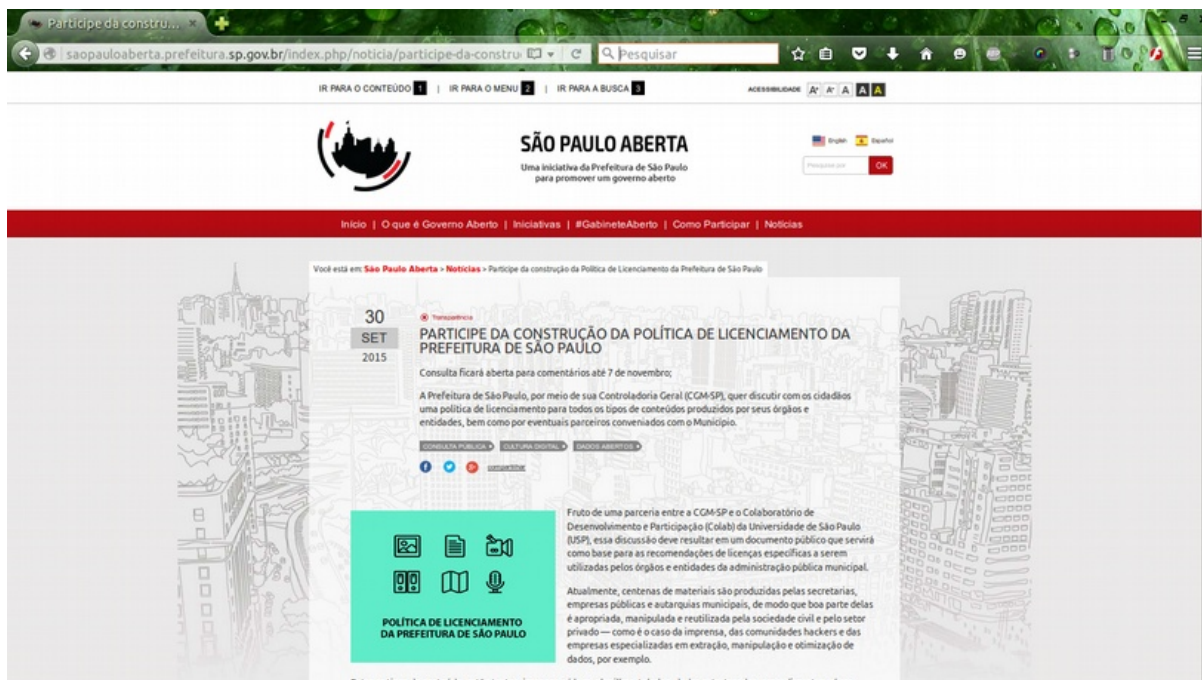 Participe da constru...
saopauloaberta.prefeitura.sp.gov.br/index.php/noticia/participe-da-constru
Pesquisar
IR PARA O CONTEÚDO 1 | IR PARA O MENU 2 | IR PARA A BUSCA 3
ACESSIBILIDADE A+ A- A A A
SÃO PAULO ABERTA
Uma iniciativa da Prefeitura de São Paulo
para promover um governo aberto
English Español
Pesquise por OK
Início | O que é Governo Aberto | Iniciativas | #GabineteAberto | Como Participar | Notícias
Você está em: São Paulo Aberta > Notícias > Participe da construção da Política de Licenciamento da Prefeitura de São Paulo
30
SET
2015
Transparência
PARTICIPE DA CONSTRUÇÃO DA POLÍTICA DE LICENCIAMENTO DA
PREFEITURA DE SÃO PAULO
Consulta ficará aberta para comentários até 7 de novembro;
A Prefeitura de São Paulo, por meio de sua Controladoria Geral (CGM-SP), quer discutir com os cidadãos
uma política de licenciamento para todos os tipos de conteúdos produzidos por seus órgãos e
entidades, bem como por eventuais parceiros conveniados com o Município.
CONSULTA PÚBLICA CULTURA DIGITAL DADOS ABERTOS
compartilhar
POLÍTICA DE LICENCIAMENTO
DA PREFEITURA DE SÃO PAULO
Fruto de uma parceria entre a CGM-SP e o Colaboratório de
Desenvolvimento e Participação (Colab) da Universidade de São Paulo
(USP), essa discussão deve resultar em um documento público que servirá
como base para as recomendações de licenças específicas a serem
utilizadas pelos órgãos e entidades da administração pública municipal.
Atualmente, centenas de materiais são produzidas pelas secretarias,
empresas públicas e autarquias municipais, de modo que boa parte delas
é apropriada, manipulada e reutilizada pela sociedade civil e pelo setor
privado — como é o caso da imprensa, das comunidades hackers e das
empresas especializadas em extração, manipulação e otimização de
dados, por exemplo.